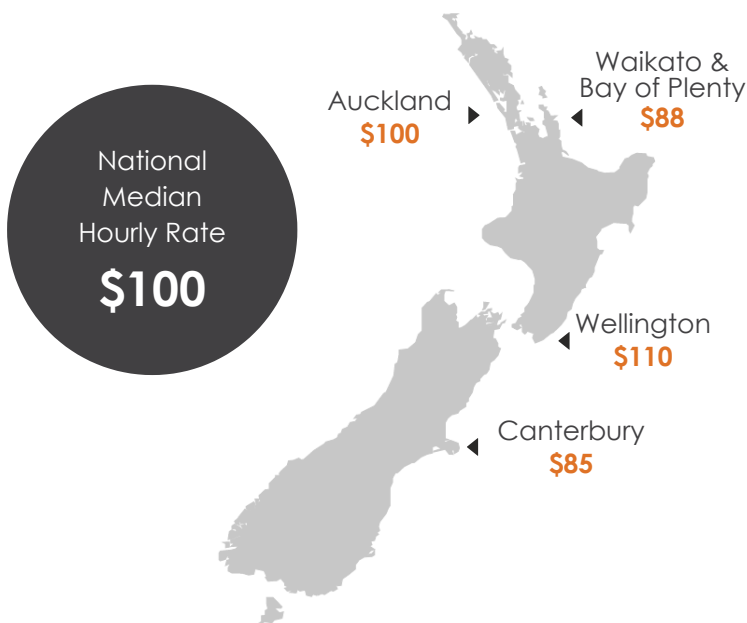 National
Median
Hourly Rate
$100
Auckland
$100
Waikato &
Bay of Plenty
$88
Wellington
$110
Canterbury
$85